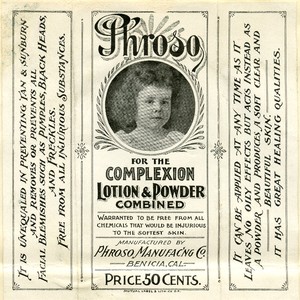 It is unequaled in preventing Tan & Sunburn
and removes or prevents all
Facial Blemishes such as Pimples, Black Heads,
and Freckles.
Free from all injurious Substances.
Phroso
FOR THE
COMPLEXION
LOTION & POWDER
COMBINED
WARRANTED TO BE FREE FROM ALL
CHEMICALS THAT WOULD BE INJURIOUS
TO THE SOFTEST SKIN.
MANUFACTURED BY
PHROSO MANUFACNG CO.
BENICIA, CAL.
PRICE 50 CENTS.
It can be applied at any time as it
leaves no oily effects but acts instead as
a powder and produces a soft clear and
beautiful skin.
It has great healing qualities.